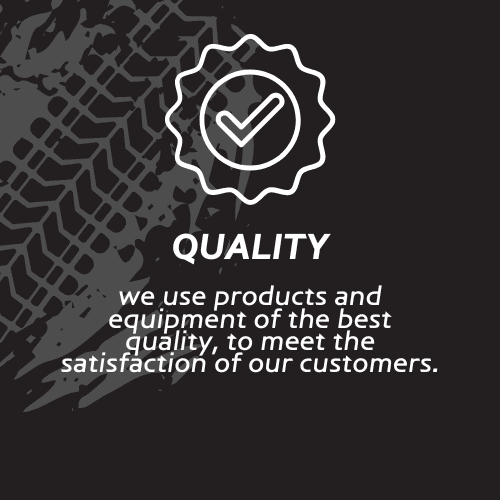 QUALITY
we use products and
equipment of the best
quality, to meet the
satisfaction of our customers.